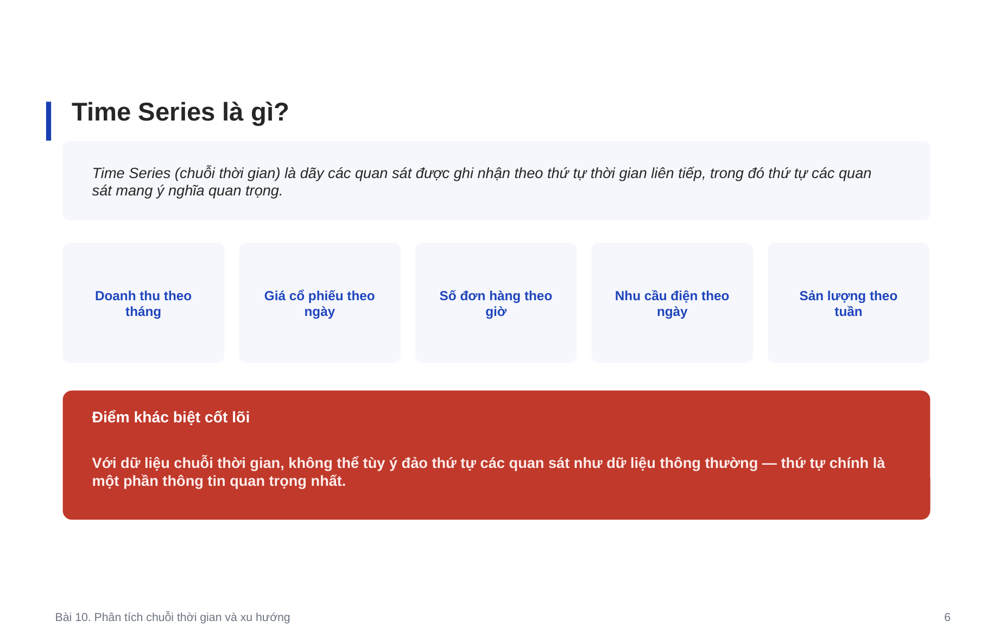 Time Series là gì?
Time Series (chuỗi thời gian) là dãy các quan sát được ghi nhận theo thứ tự thời gian liên tiếp, trong đó thứ tự các quan
sát mang ý nghĩa quan trọng.
Doanh thu theo
tháng
Giá cổ phiếu theo
ngày
Số đơn hàng theo
giờ
Nhu cầu điện theo
ngày
Sản lượng theo
tuần
Điểm khác biệt cốt lõi
Với dữ liệu chuỗi thời gian, không thể tùy ý đảo thứ tự các quan sát như dữ liệu thông thường — thứ tự chính là
một phần thông tin quan trọng nhất.
Bài 10. Phân tích chuỗi thời gian và xu hướng
6